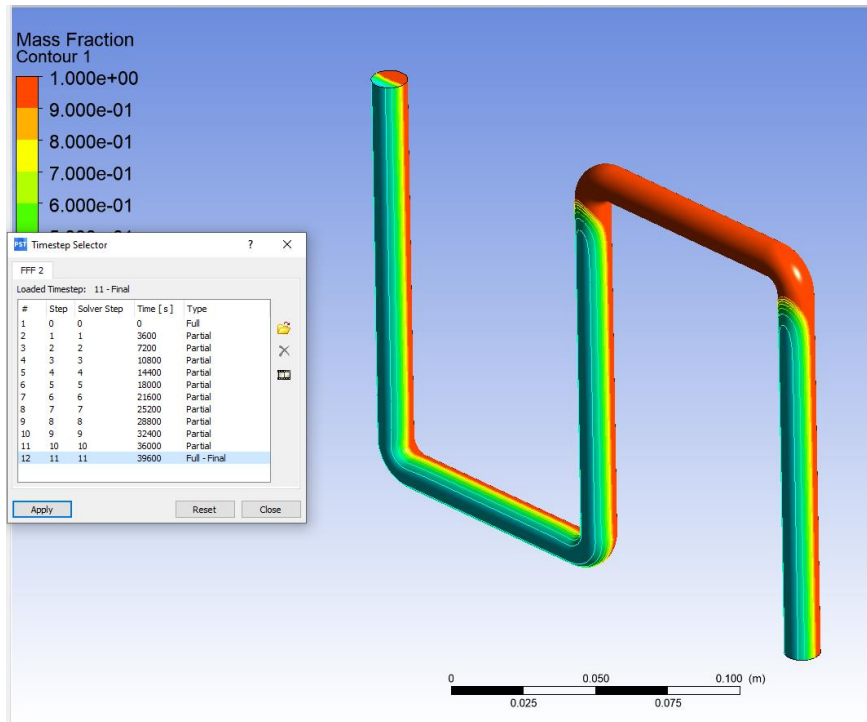 Mass Fraction
Contour 1
1.000e+00
9.000e-01
8.000e-01
7.000e-01
6.000e-01
PST Timestep Selector ? ×
FFF 2
Loaded Timestep: 11 - Final
# Step Solver Step Time [ s ] Type
1 0 0 0 Full
2 1 1 3600 Partial
3 2 2 7200 Partial
4 3 3 10800 Partial
5 4 4 14400 Partial
6 5 5 18000 Partial
7 6 6 21600 Partial
8 7 7 25200 Partial
9 8 8 28800 Partial
10 9 9 32400 Partial
11 10 10 36000 Partial
12 11 11 39600 Full - Final
Apply Reset Close
0 0.050 0.100 (m)
0.025 0.075